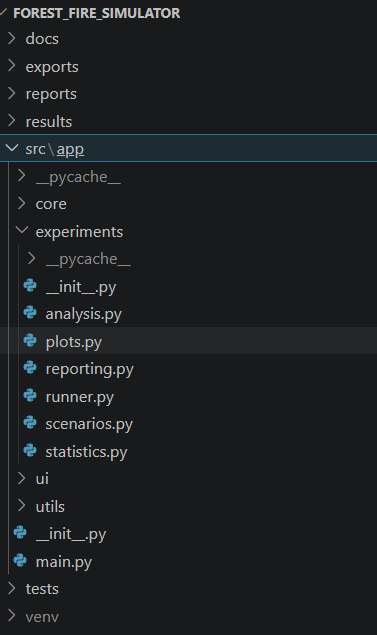 FOREST_FIRE_SIMULATOR
docs
exports
reports
results
src\app
__pycache__
core
experiments
__pycache__
__init__.py
analysis.py
plots.py
reporting.py
runner.py
scenarios.py
statistics.py
ui
utils
__init__.py
main.py
tests
venv